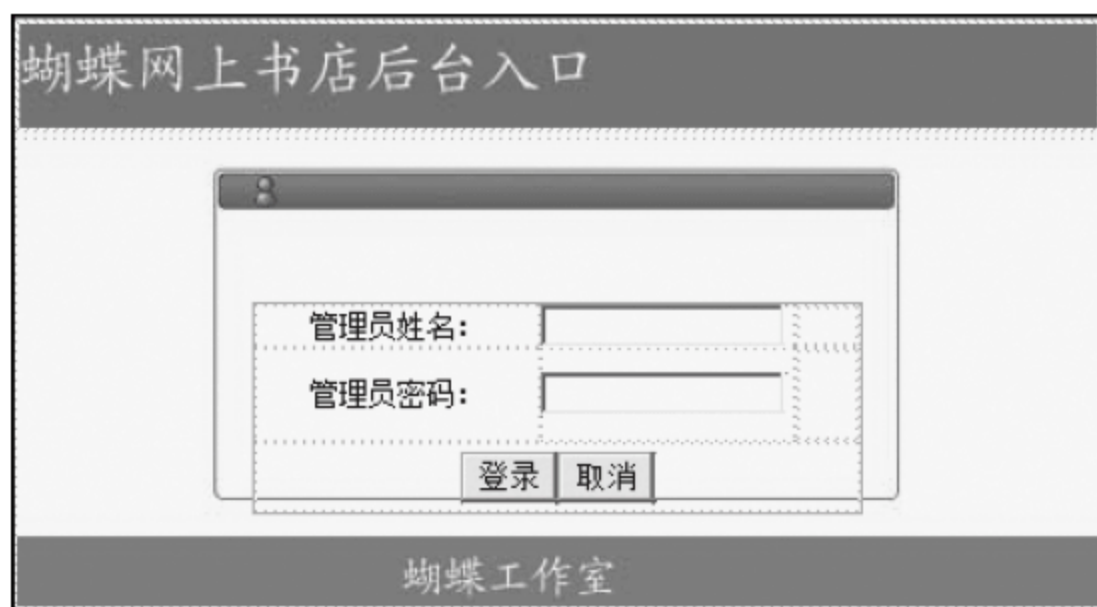 蝴蝶网上书店后台入口
管理员姓名：
管理员密码：
登录 取消
蝴蝶工作室